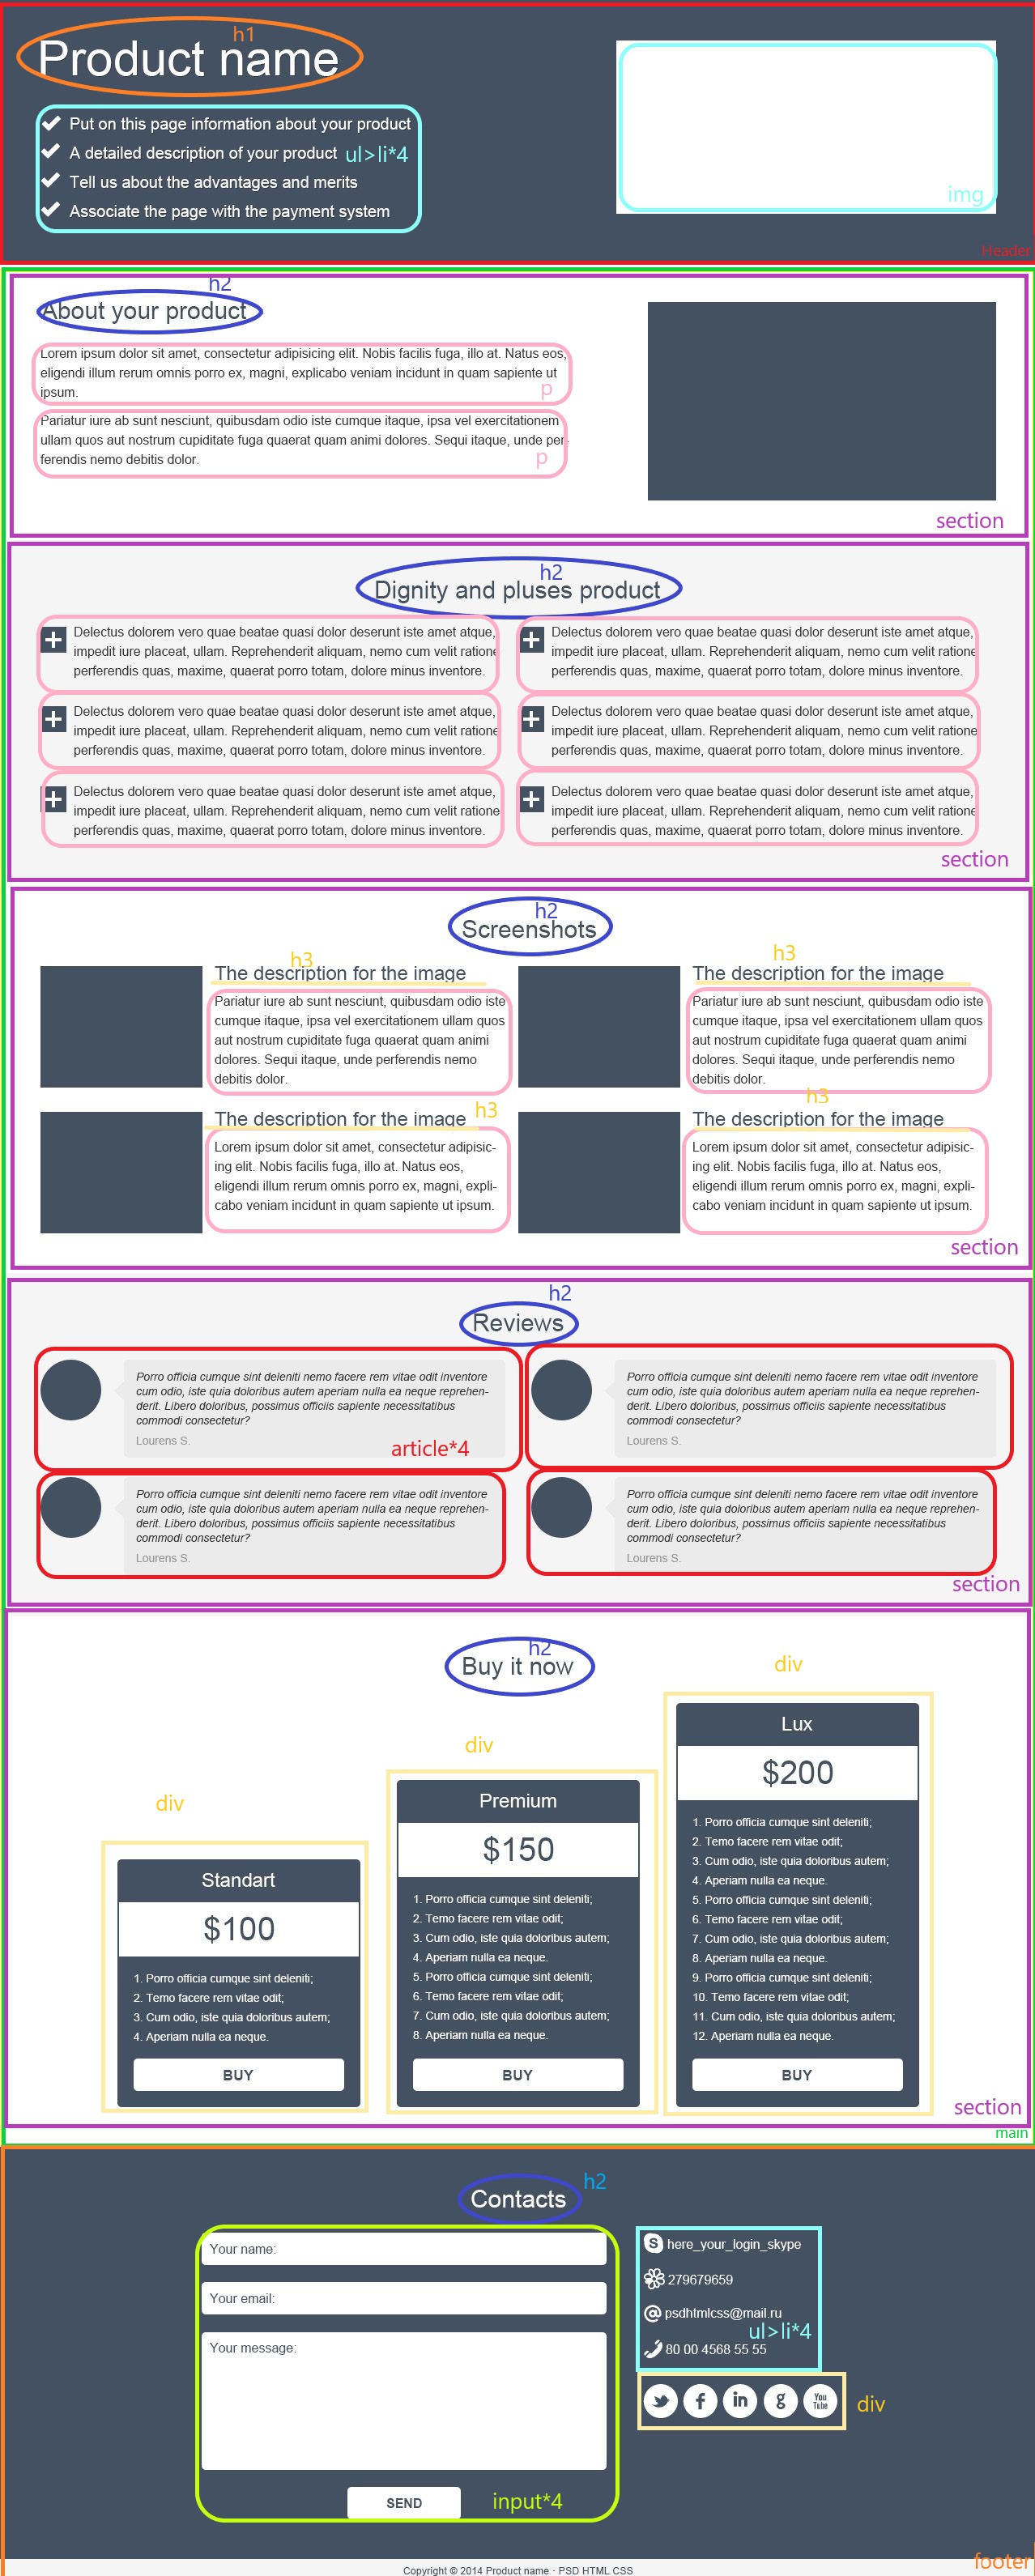 h1
Product name
Put on this page information about your product
A detailed description of your product ul>li*4
Tell us about the advantages and merits
Associate the page with the payment system
img
Header
h2
About your product
Lorem ipsum dolor sit amet, consectetur adipisicing elit. Nobis facilis fuga, illo at. Natus eos,
eligendi illum rerum omnis porro ex, magni, explicabo veniam incidunt in quam sapiente ut
ipsum.
p
Pariatur iure ab sunt nesciunt, quibusdam odio iste cumque itaque, ipsa vel exercitationem
ullam quos aut nostrum cupiditate fuga quaerat quam animi dolores. Sequi itaque, unde per-
ferendis nemo debitis dolor.
p
section
h2
Dignity and pluses product
Delectus dolorem vero quae beatae quasi dolor deserunt iste amet atque,
impedit iure placeat, ullam. Reprehenderit aliquam, nemo cum velit ratione
perferendis quas, maxime, quaerat porro totam, dolore minus inventore.
Delectus dolorem vero quae beatae quasi dolor deserunt iste amet atque,
impedit iure placeat, ullam. Reprehenderit aliquam, nemo cum velit ratione
perferendis quas, maxime, quaerat porro totam, dolore minus inventore.
Delectus dolorem vero quae beatae quasi dolor deserunt iste amet atque,
impedit iure placeat, ullam. Reprehenderit aliquam, nemo cum velit ratione
perferendis quas, maxime, quaerat porro totam, dolore minus inventore.
Delectus dolorem vero quae beatae quasi dolor deserunt iste amet atque,
impedit iure placeat, ullam. Reprehenderit aliquam, nemo cum velit ratione
perferendis quas, maxime, quaerat porro totam, dolore minus inventore.
Delectus dolorem vero quae beatae quasi dolor deserunt iste amet atque,
impedit iure placeat, ullam. Reprehenderit aliquam, nemo cum velit ratione
perferendis quas, maxime, quaerat porro totam, dolore minus inventore.
Delectus dolorem vero quae beatae quasi dolor deserunt iste amet atque,
impedit iure placeat, ullam. Reprehenderit aliquam, nemo cum velit ratione
perferendis quas, maxime, quaerat porro totam, dolore minus inventore.
section
h2
Screenshots
h3
The description for the image
Pariatur iure ab sunt nesciunt, quibusdam odio iste
cumque itaque, ipsa vel exercitationem ullam quos
aut nostrum cupiditate fuga quaerat quam animi
dolores. Sequi itaque, unde perferendis nemo
debitis dolor.
h3
The description for the image
Pariatur iure ab sunt nesciunt, quibusdam odio iste
cumque itaque, ipsa vel exercitationem ullam quos
aut nostrum cupiditate fuga quaerat quam animi
dolores. Sequi itaque, unde perferendis nemo
debitis dolor.
The description for the image h3
Lorem ipsum dolor sit amet, consectetur adipisic-
ing elit. Nobis facilis fuga, illo at. Natus eos,
eligendi illum rerum omnis porro ex, magni, expli-
cabo veniam incidunt in quam sapiente ut ipsum.
h3
The description for the image
Lorem ipsum dolor sit amet, consectetur adipisic-
ing elit. Nobis facilis fuga, illo at. Natus eos,
eligendi illum rerum omnis porro ex, magni, expli-
cabo veniam incidunt in quam sapiente ut ipsum.
section
h2
Reviews
Porro officia cumque sint deleniti nemo facere rem vitae odit inventore
cum odio, iste quia doloribus autem aperiam nulla ea neque reprehen-
derit. Libero doloribus, possimus officiis sapiente necessitatibus
commodi consectetur?
Lourens S.
article*4
Porro officia cumque sint deleniti nemo facere rem vitae odit inventore
cum odio, iste quia doloribus autem aperiam nulla ea neque reprehen-
derit. Libero doloribus, possimus officiis sapiente necessitatibus
commodi consectetur?
Lourens S.
Porro officia cumque sint deleniti nemo facere rem vitae odit inventore
cum odio, iste quia doloribus autem aperiam nulla ea neque reprehen-
derit. Libero doloribus, possimus officiis sapiente necessitatibus
commodi consectetur?
Lourens S.
Porro officia cumque sint deleniti nemo facere rem vitae odit inventore
cum odio, iste quia doloribus autem aperiam nulla ea neque reprehen-
derit. Libero doloribus, possimus officiis sapiente necessitatibus
commodi consectetur?
Lourens S.
section
h2
Buy it now
div
Standart
$100
1. Porro officia cumque sint deleniti;
2. Temo facere rem vitae odit;
3. Cum odio, iste quia doloribus autem;
4. Aperiam nulla ea neque.
BUY
div
Premium
$150
1. Porro officia cumque sint deleniti;
2. Temo facere rem vitae odit;
3. Cum odio, iste quia doloribus autem;
4. Aperiam nulla ea neque.
5. Porro officia cumque sint deleniti;
6. Temo facere rem vitae odit;
7. Cum odio, iste quia doloribus autem;
8. Aperiam nulla ea neque.
BUY
div
Lux
$200
1. Porro officia cumque sint deleniti;
2. Temo facere rem vitae odit;
3. Cum odio, iste quia doloribus autem;
4. Aperiam nulla ea neque.
5. Porro officia cumque sint deleniti;
6. Temo facere rem vitae odit;
7. Cum odio, iste quia doloribus autem;
8. Aperiam nulla ea neque.
9. Porro officia cumque sint deleniti;
10. Temo facere rem vitae odit;
11. Cum odio, iste quia doloribus autem;
12. Aperiam nulla ea neque.
BUY
section
main
h2
Contacts
Your name:
Your email:
Your message:
SEND
input*4
here_your_login_skype
279679659
psdhtmlcss@mail.ru
ul>li*4
80 00 4568 55 55
in
g
You
Tube
div
footer
Copyright © 2014 Product name · PSD HTML CSS